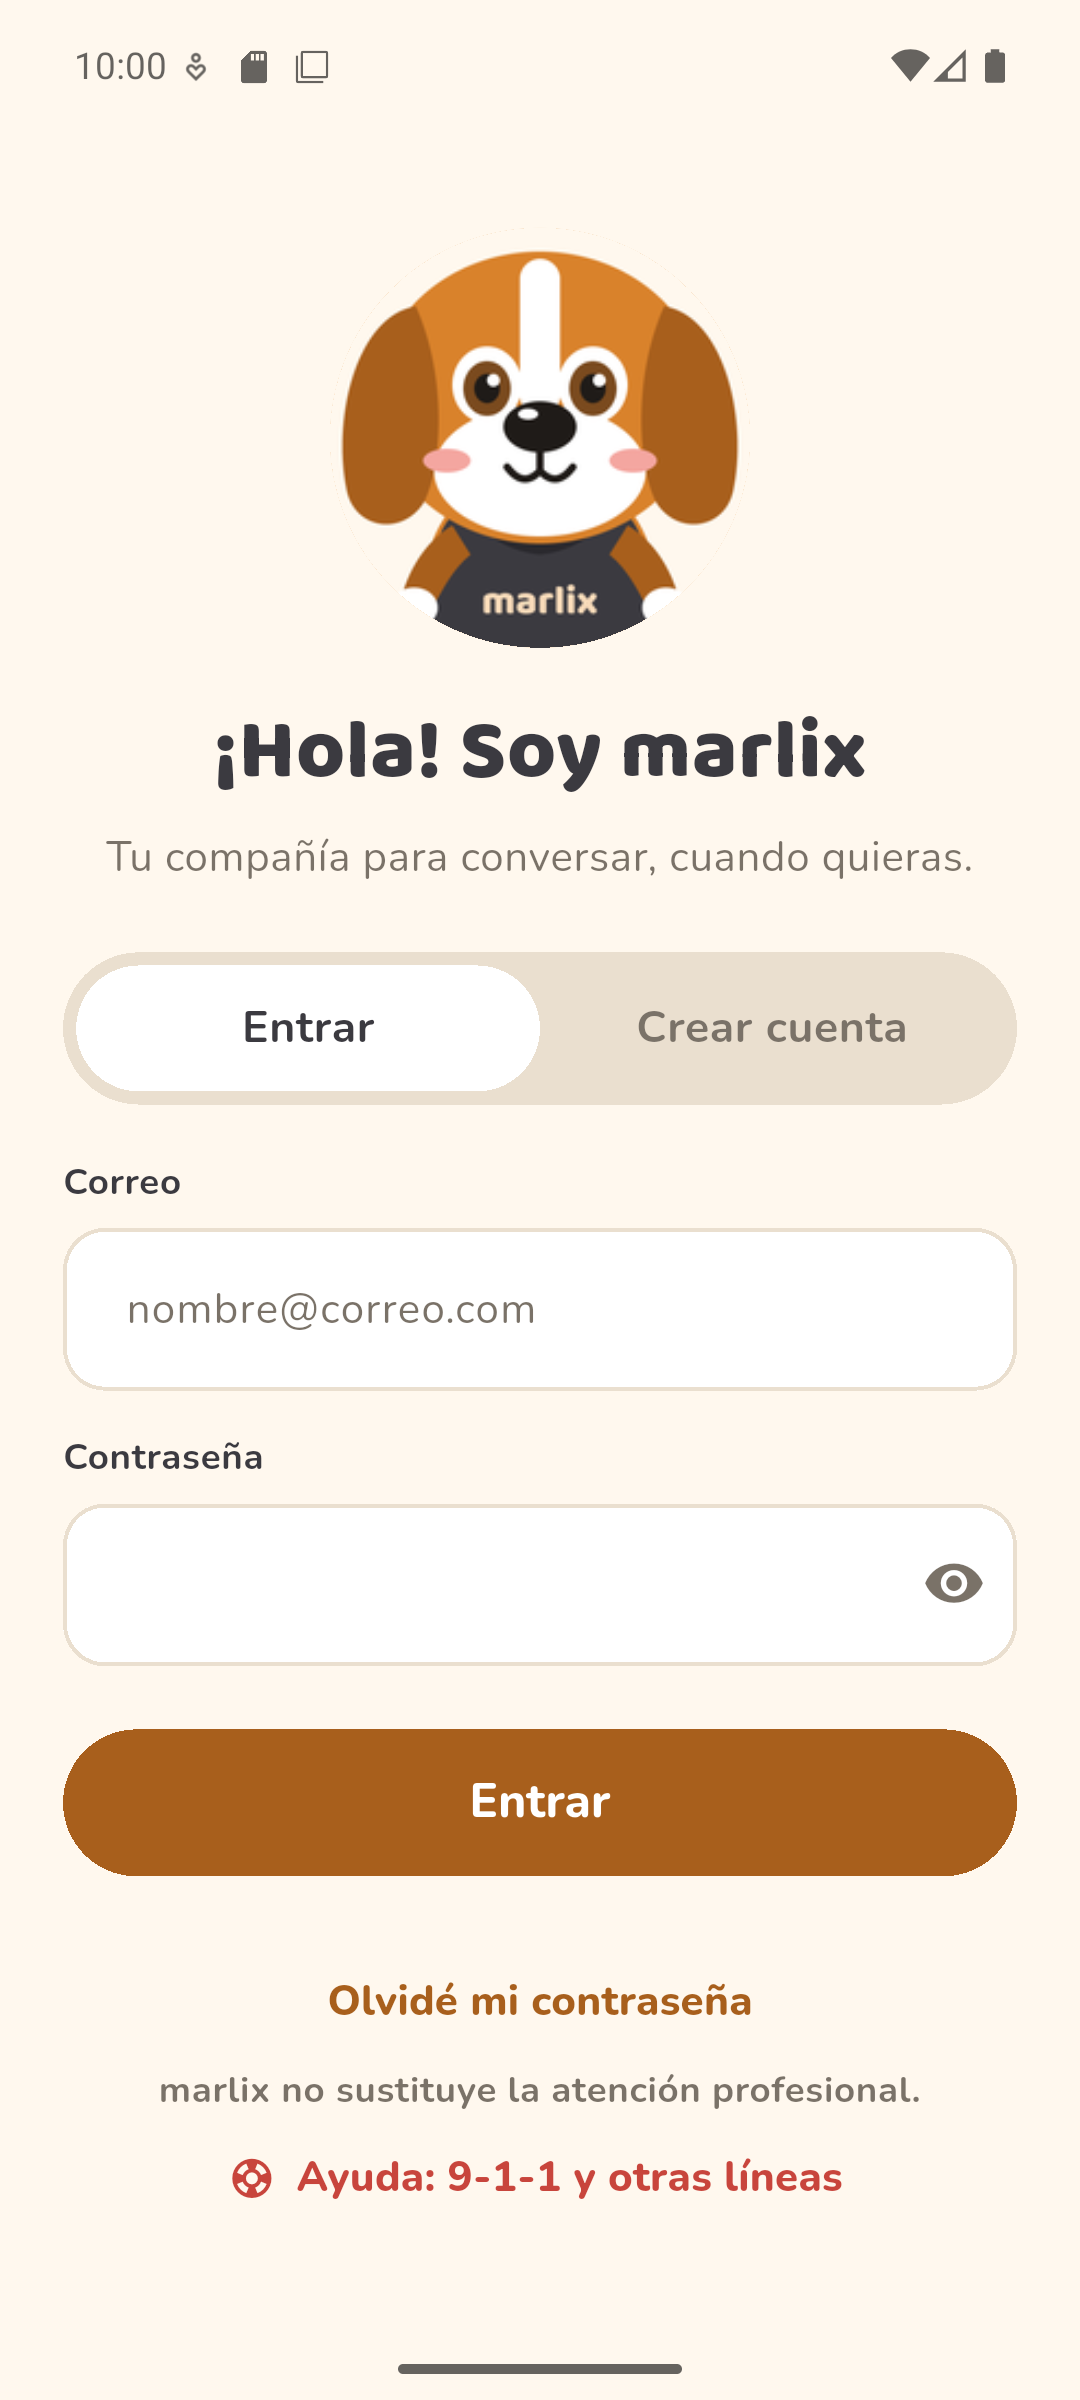 10:00
marlix
¡Hola! Soy marlix
Tu compañía para conversar, cuando quieras.
Entrar
Crear cuenta
Correo
nombre@correo.com
Contraseña
Entrar
Olvidé mi contraseña
marlix no sustituye la atención profesional.
Ayuda: 9-1-1 y otras líneas